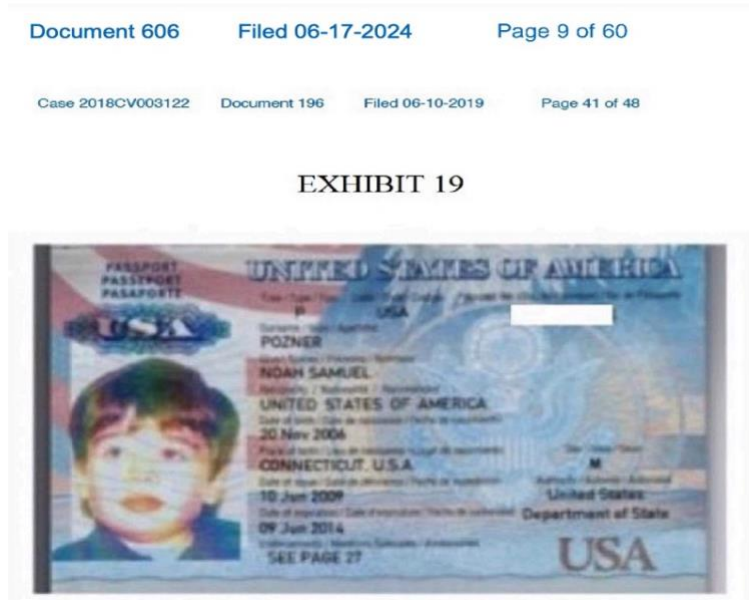 Document 606 Filed 06-17-2024 Page 9 of 60
Case 2018CV003122 Document 196 Filed 06-10-2019 Page 41 of 48
EXHIBIT 19
PASSPORT
PASSEPORT
PASAPORTE
USA
UNITED STATES OF AMERICA
P USA
POZNER
NOAH SAMUEL
UNITED STATES OF AMERICA
20 Nov 2006
CONNECTICUT, U.S.A M
10 Jun 2009 United States
09 Jun 2014 Department of State
SEE PAGE 27 USA